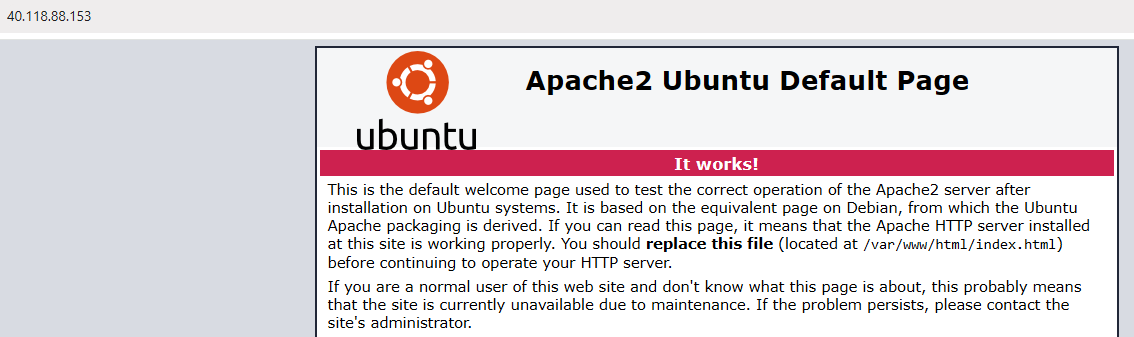 40.118.88.153
Apache2 Ubuntu Default Page
ubuntu
It works!
This is the default welcome page used to test the correct operation of the Apache2 server after
installation on Ubuntu systems. It is based on the equivalent page on Debian, from which the Ubuntu
Apache packaging is derived. If you can read this page, it means that the Apache HTTP server installed
at this site is working properly. You should replace this file (located at /var/www/html/index.html)
before continuing to operate your HTTP server.
If you are a normal user of this web site and don't know what this page is about, this probably means
that the site is currently unavailable due to maintenance. If the problem persists, please contact the
site's administrator.